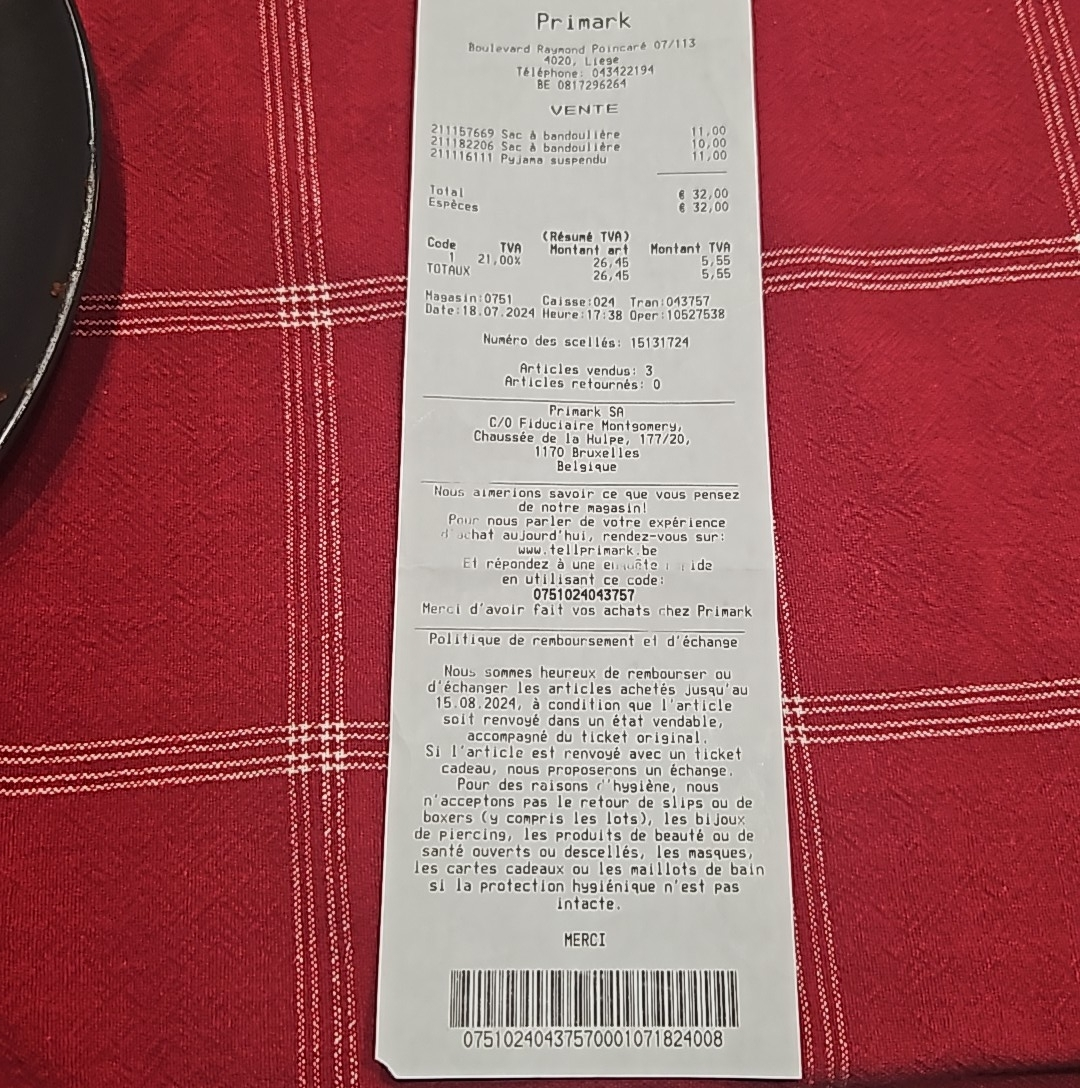 Primark
Boulevard Raymond Poincaré 07/113
4020, Liege
Téléphone: 043422194
BE 0817296264
VENTE
211157669 Sac à bandoulière 11,00
211182206 Sac à bandoulière 10,00
211116111 Pyjama suspendu 11,00
Total € 32,00
Espèces € 32,00
(Résumé TVA)
Code TVA Montant art Montant TVA
1 21,00% 26,45 5,55
TOTAUX 26,45 5,55
Magasin:0751 Caisse:024 Tran:043757
Date:18.07.2024 Heure:17:38 Oper:10527538
Numéro des scellés: 15131724
Articles vendus: 3
Articles retournés: 0
Primark SA
C/O Fiduciaire Montgomery,
Chaussée de la Hulpe, 177/20,
1170 Bruxelles
Belgique
Nous aimerions savoir ce que vous pensez
de notre magasin!
Pour nous parler de votre expérience
d'achat aujourd'hui, rendez-vous sur:
www.tellprimark.be
Et répondez à une
en utilisant ce code:
0751024043757
Merci d'avoir fait vos achats chez Primark
Politique de remboursement et d'échange
Nous sommes heureux de rembourser ou
d'échanger les articles achetés jusqu'au
15.08.2024, à condition que l'article
soit renvoyé dans un état vendable,
accompagné du ticket original.
Si l'article est renvoyé avec un ticket
cadeau, nous proposerons un échange.
Pour des raisons d'hygiène, nous
n'acceptons pas le retour de slips ou de
boxers (y compris les lots), les bijoux
de piercing, les produits de beauté ou de
santé ouverts ou descellés, les masques,
les cartes cadeaux ou les maillots de bain
si la protection hygiénique n'est pas
intacte.
MERCI
07510240437570001071824008